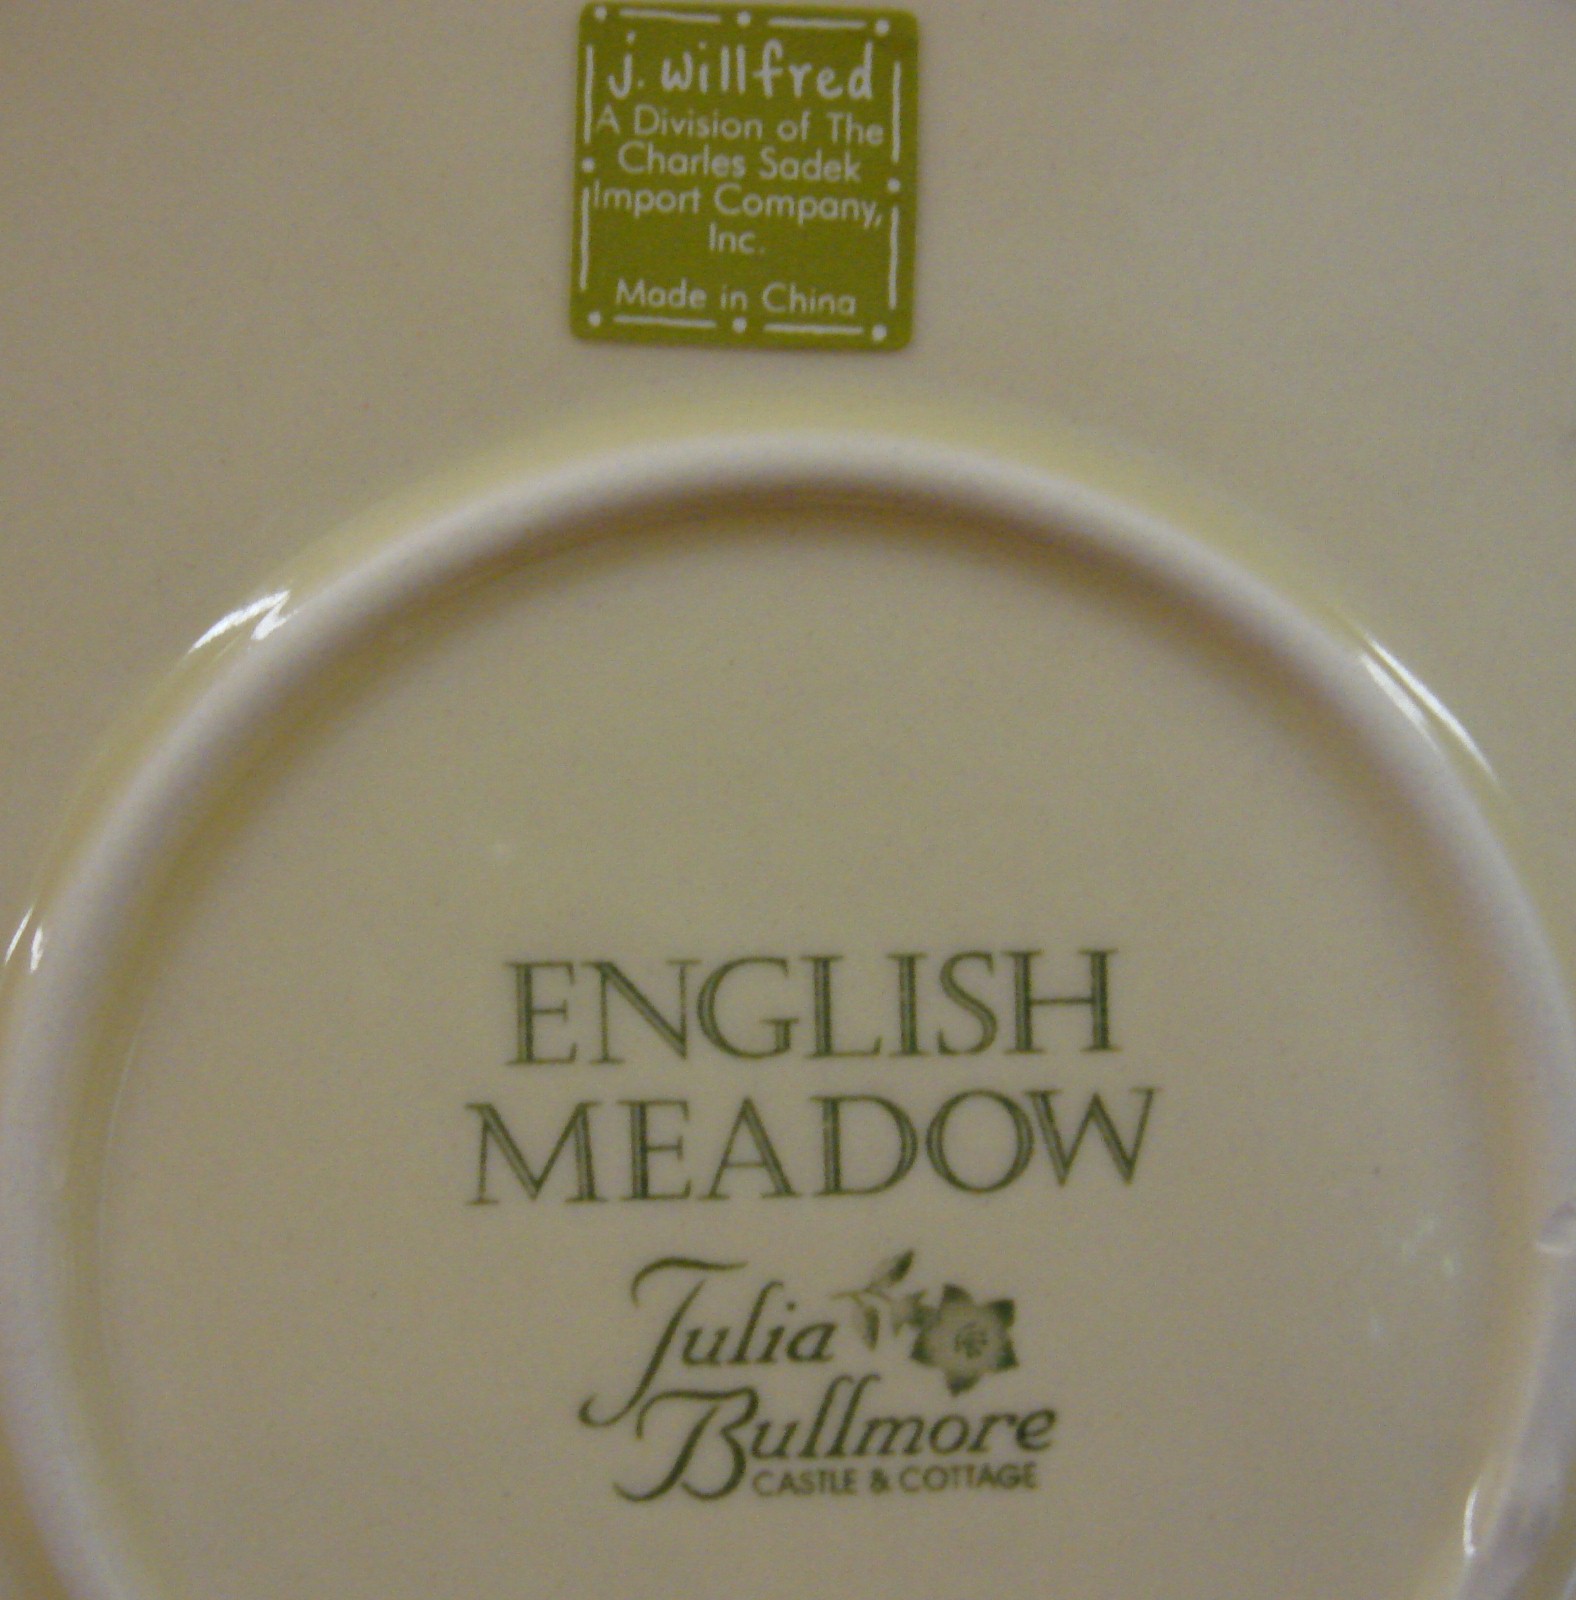 j. willfred
A Division of The
Charles Sadek
Import Company,
Inc.
Made in China
ENGLISH
MEADOW
Julia
Bullmore
CASTLE & COTTAGE